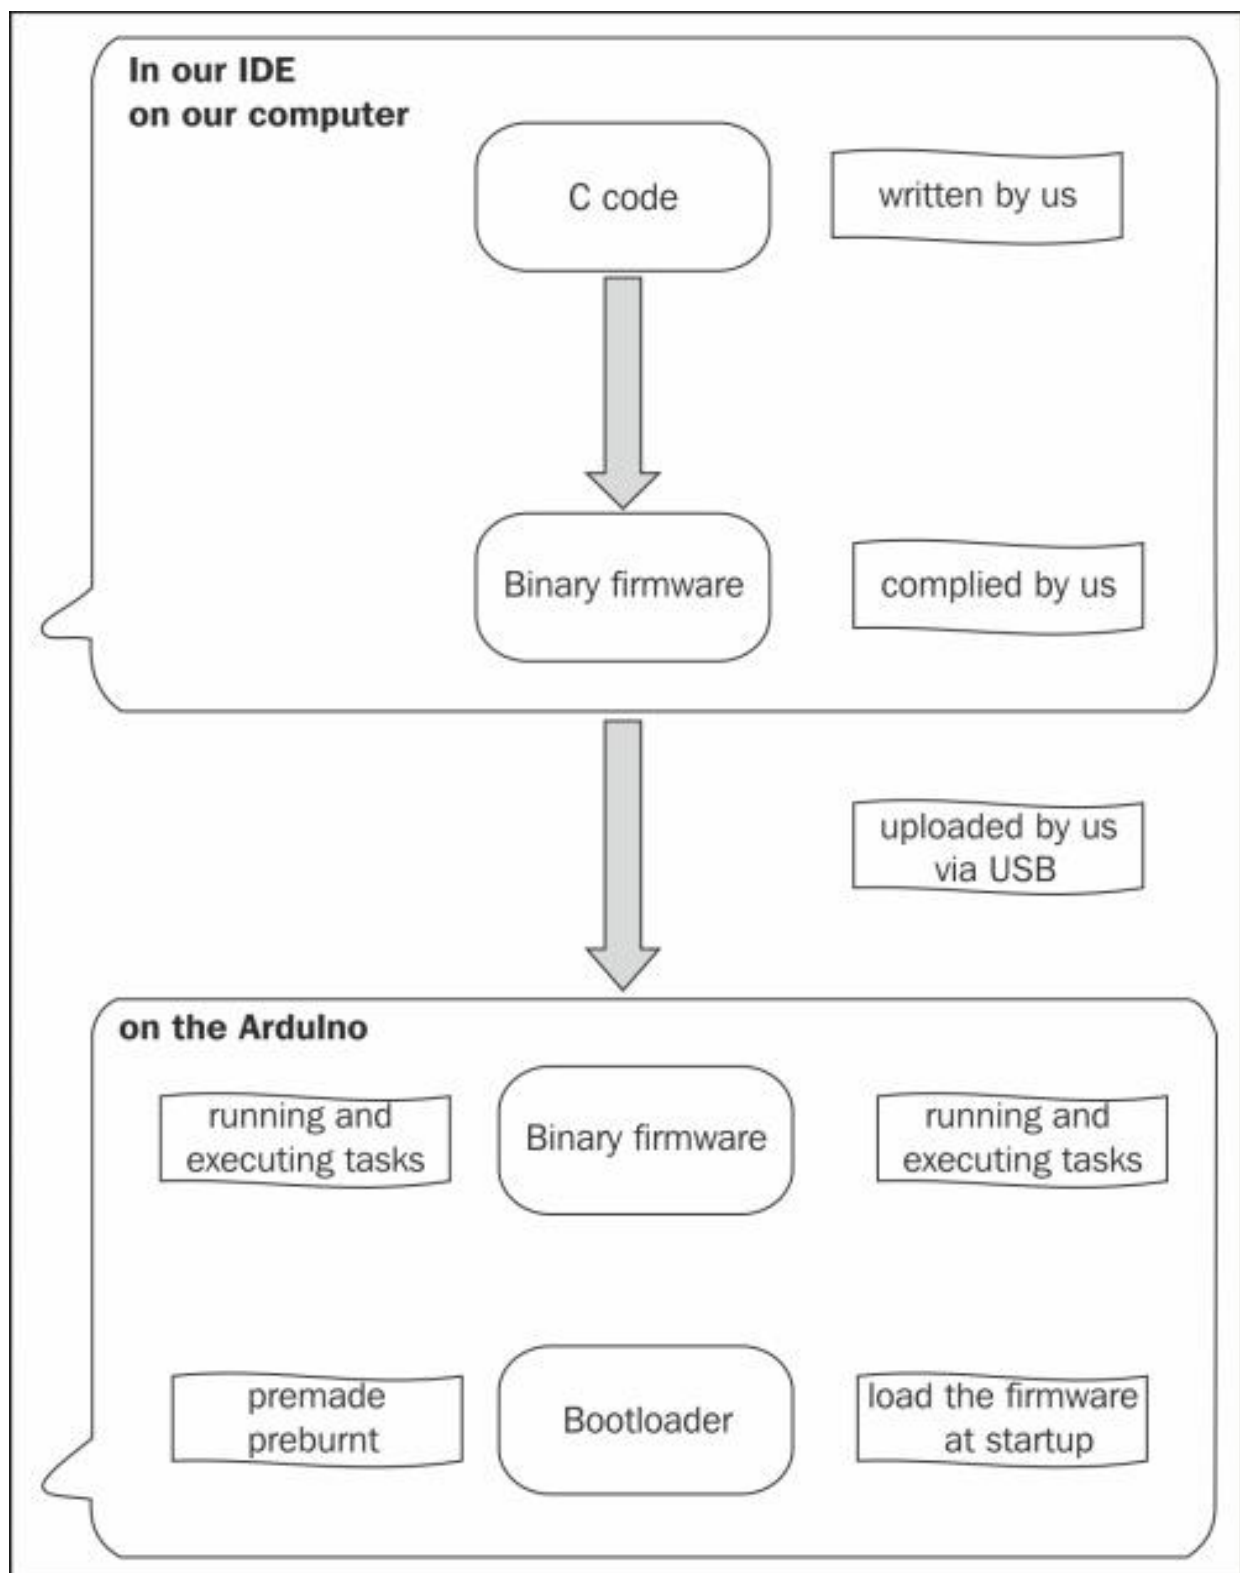 In our IDE
on our computer
C code
written by us
Binary firmware
complied by us
uploaded by us
via USB
on the Ardulno
running and
executing tasks
Binary firmware
running and
executing tasks
premade
preburnt
Bootloader
load the firmware
at startup